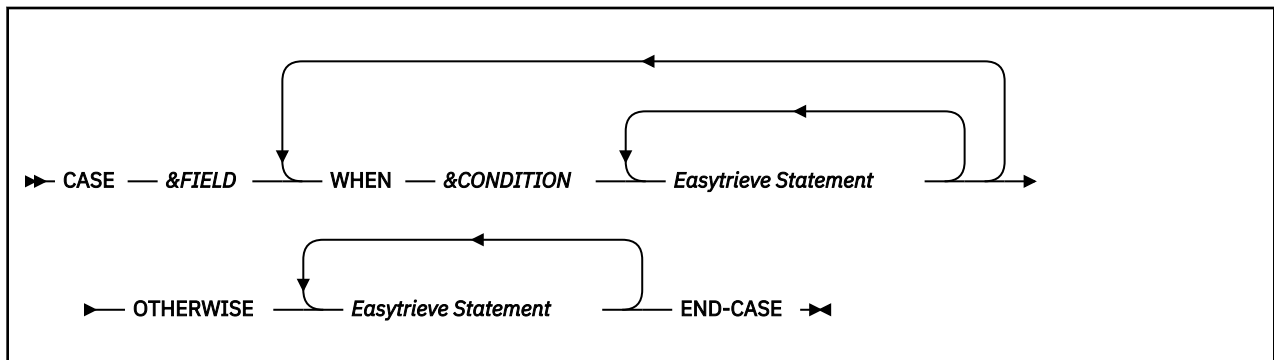 CASE &FIELD WHEN &CONDITION Easytrieve Statement
OTHERWISE Easytrieve Statement END-CASE